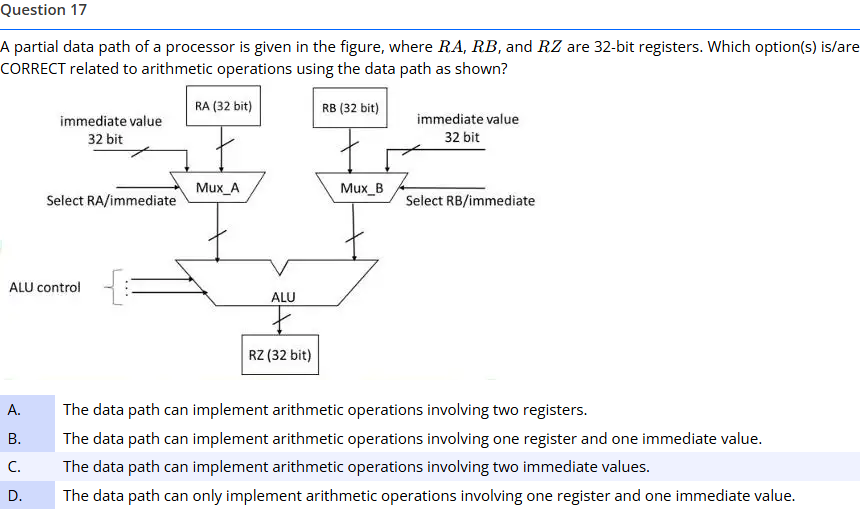 Question 17
A partial data path of a processor is given in the figure, where RA, RB, and RZ are 32-bit registers. Which option(s) is/are
CORRECT related to arithmetic operations using the data path as shown?
RA (32 bit)
RB (32 bit)
immediate value
32 bit
immediate value
32 bit
Mux_A
Mux_B
Select RA/immediate
Select RB/immediate
ALU control
ALU
RZ (32 bit)
A. The data path can implement arithmetic operations involving two registers.
B. The data path can implement arithmetic operations involving one register and one immediate value.
C. The data path can implement arithmetic operations involving two immediate values.
D. The data path can only implement arithmetic operations involving one register and one immediate value.